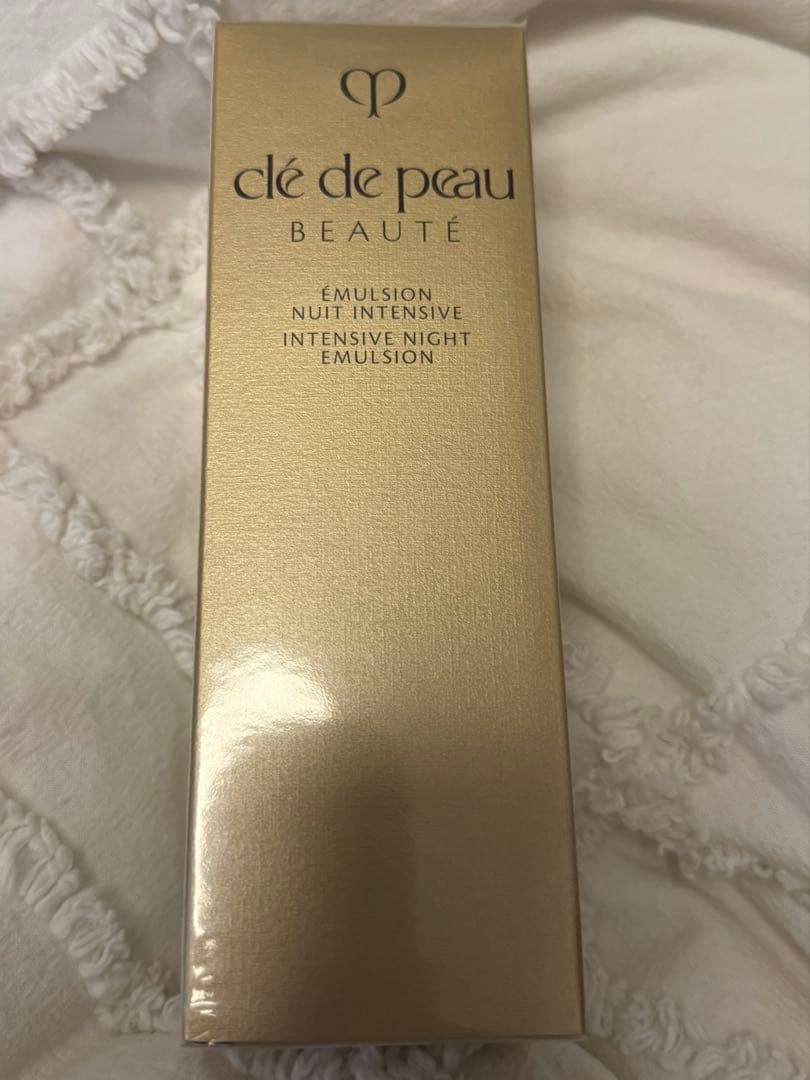 clé de peau
BEAUTÉ
ÉMULSION
NUIT INTENSIVE
INTENSIVE NIGHT
EMULSION